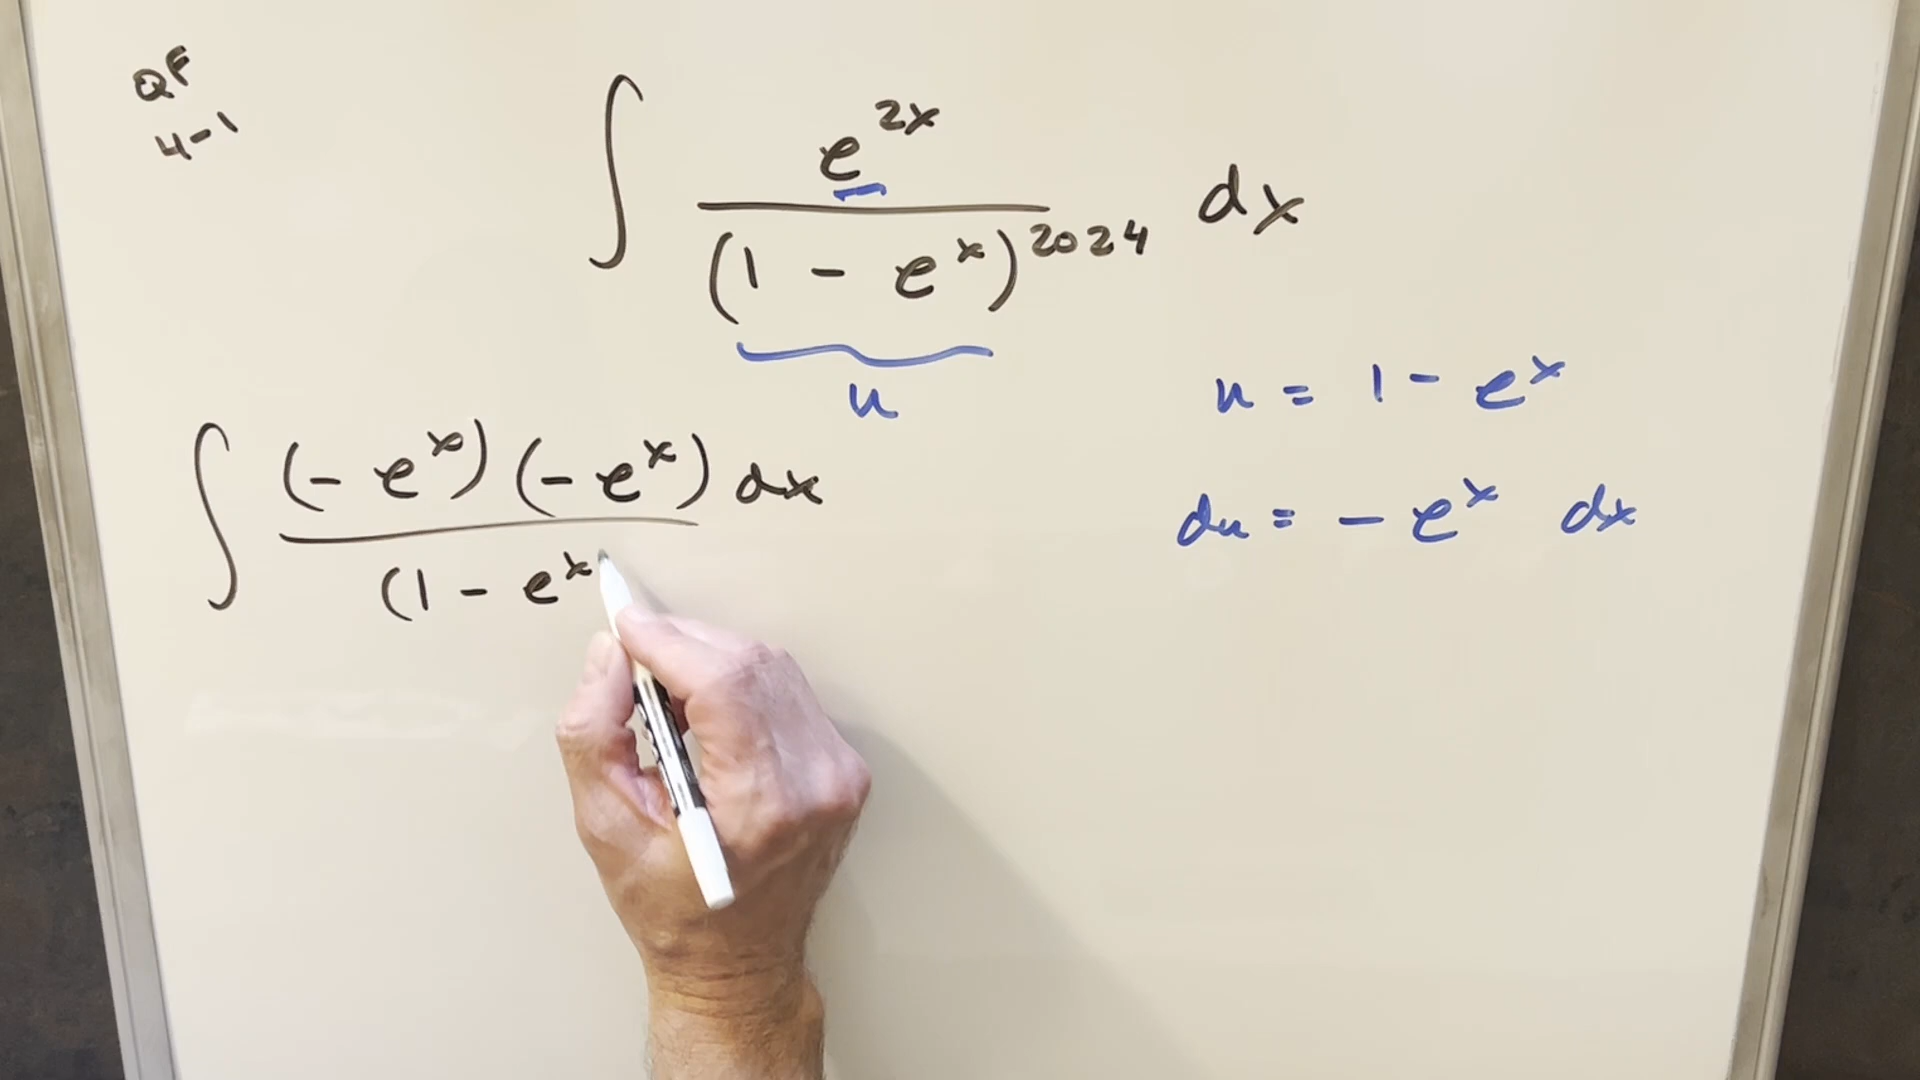 QF
4-1
∫ e^{2x} / (1 - e^x)^{2024} dx
u
u = 1 - e^x
∫ (-e^x)(-e^x) dx / (1 - e^x
du = -e^x dx